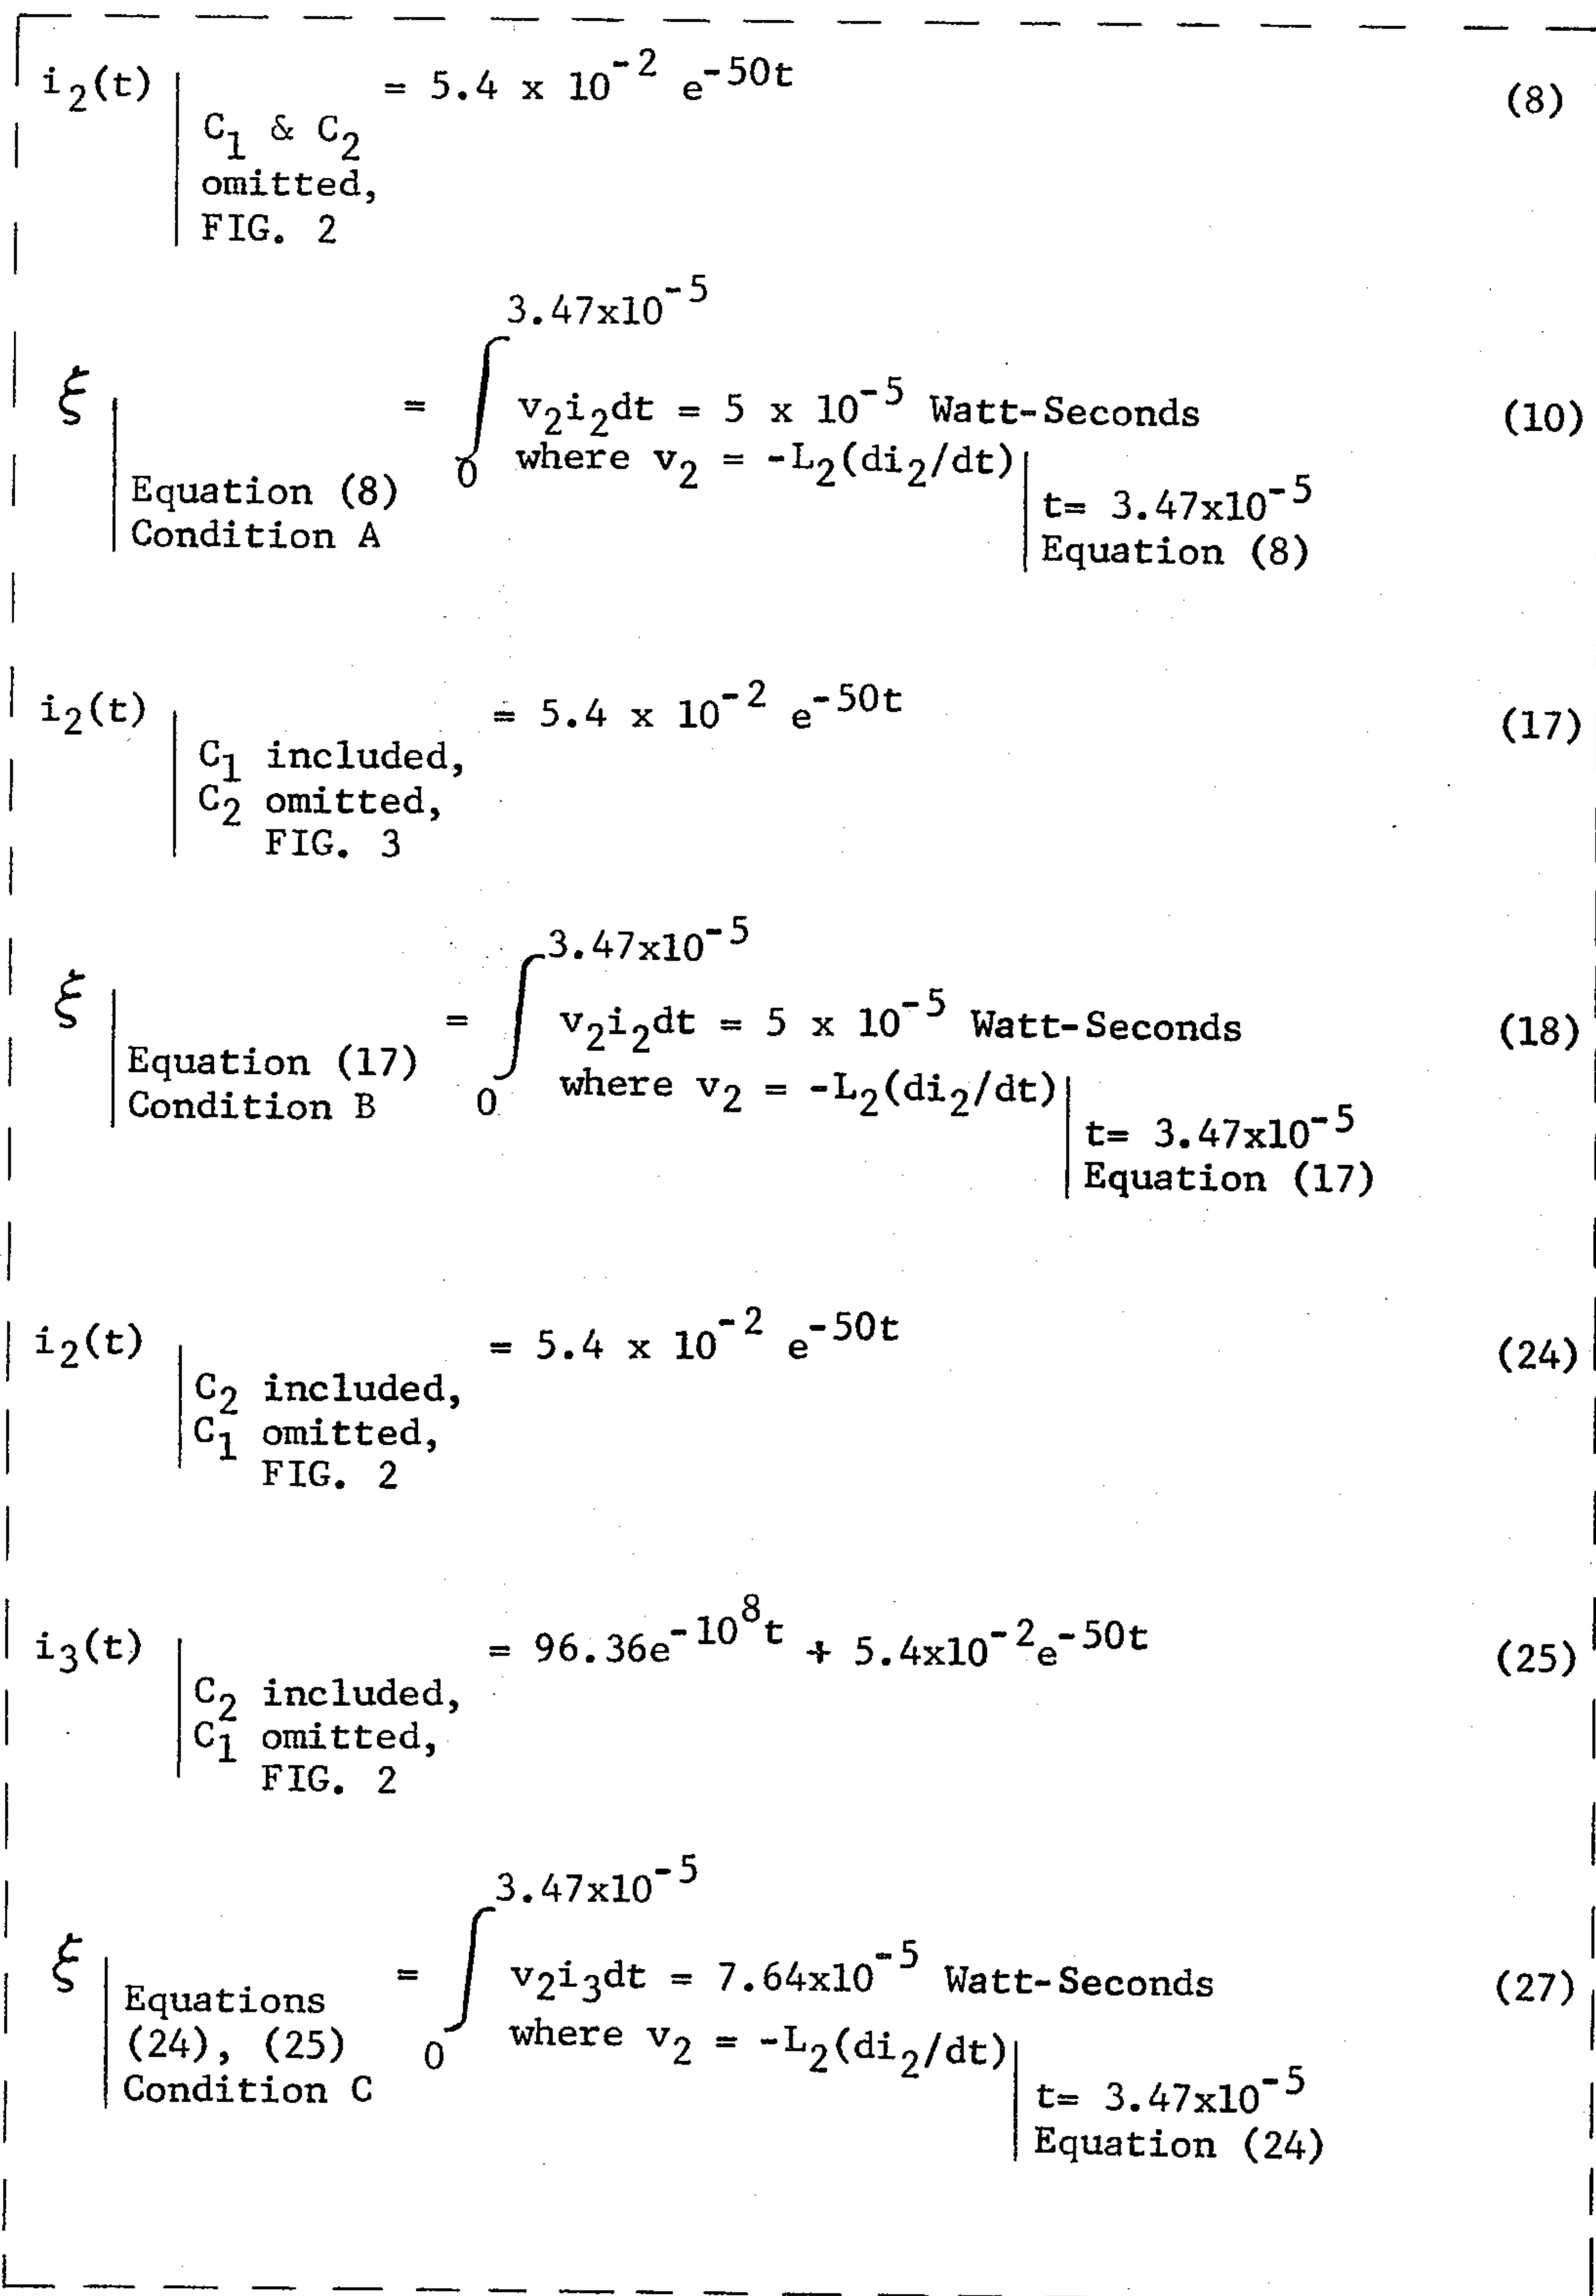 i₂(t) | = 5.4 x 10⁻² e⁻⁵⁰ᵗ (8)
C₁ & C₂
omitted,
FIG. 2
3.47x10⁻⁵
ξ | = ∫ v₂i₂dt = 5 x 10⁻⁵ Watt-Seconds (10)
0 where v₂ = -L₂(di₂/dt)|
Equation (8) t= 3.47x10⁻⁵
Condition A Equation (8)
i₂(t) | = 5.4 x 10⁻² e⁻⁵⁰ᵗ (17)
C₁ included,
C₂ omitted,
FIG. 3
3.47x10⁻⁵
ξ | = ∫ v₂i₂dt = 5 x 10⁻⁵ Watt-Seconds (18)
Equation (17)
Condition B 0 where v₂ = -L₂(di₂/dt)|
t= 3.47x10⁻⁵
Equation (17)
i₂(t) | = 5.4 x 10⁻² e⁻⁵⁰ᵗ (24)
C₂ included,
C₁ omitted,
FIG. 2
i₃(t) | = 96.36e^-10⁸t + 5.4x10⁻²e⁻⁵⁰ᵗ (25)
C₂ included,
C₁ omitted,
FIG. 2
3.47x10⁻⁵
ξ | = ∫ v₂i₃dt = 7.64x10⁻⁵ Watt-Seconds (27)
Equations
(24), (25) 0 where v₂ = -L₂(di₂/dt)|
Condition C t= 3.47x10⁻⁵
Equation (24)